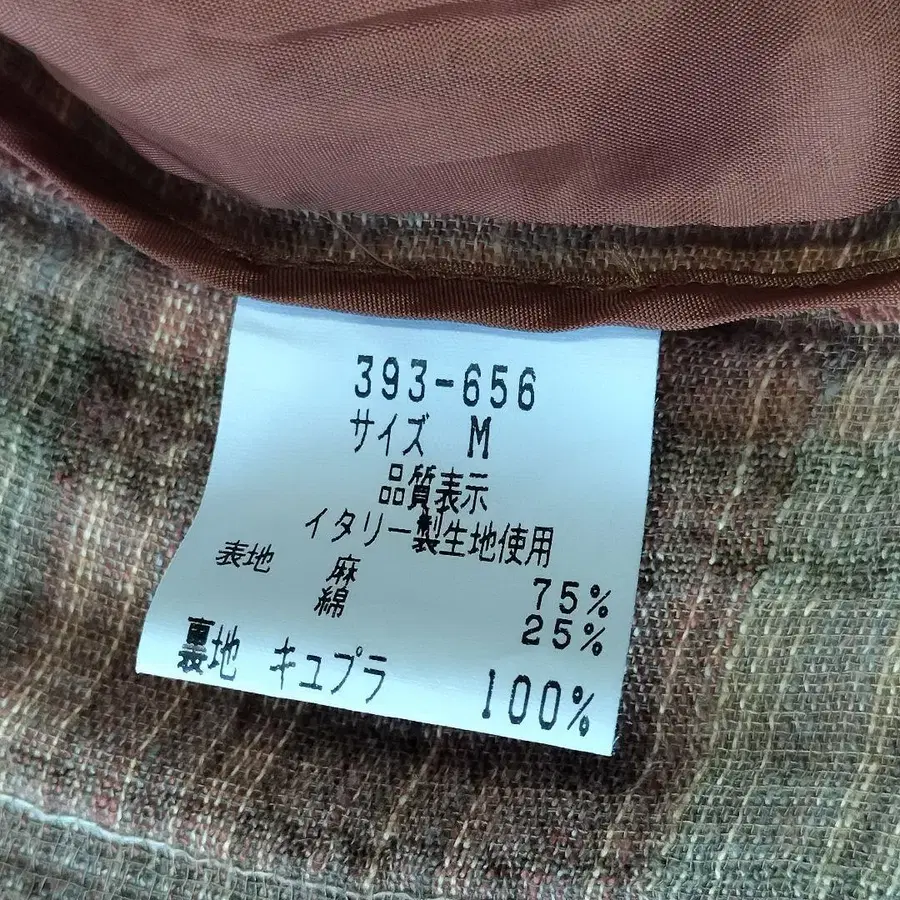 393-656
サイズ M
品質表示
イタリー製生地使用
表地 麻 75%
綿 25%
裏地 キュプラ 100%